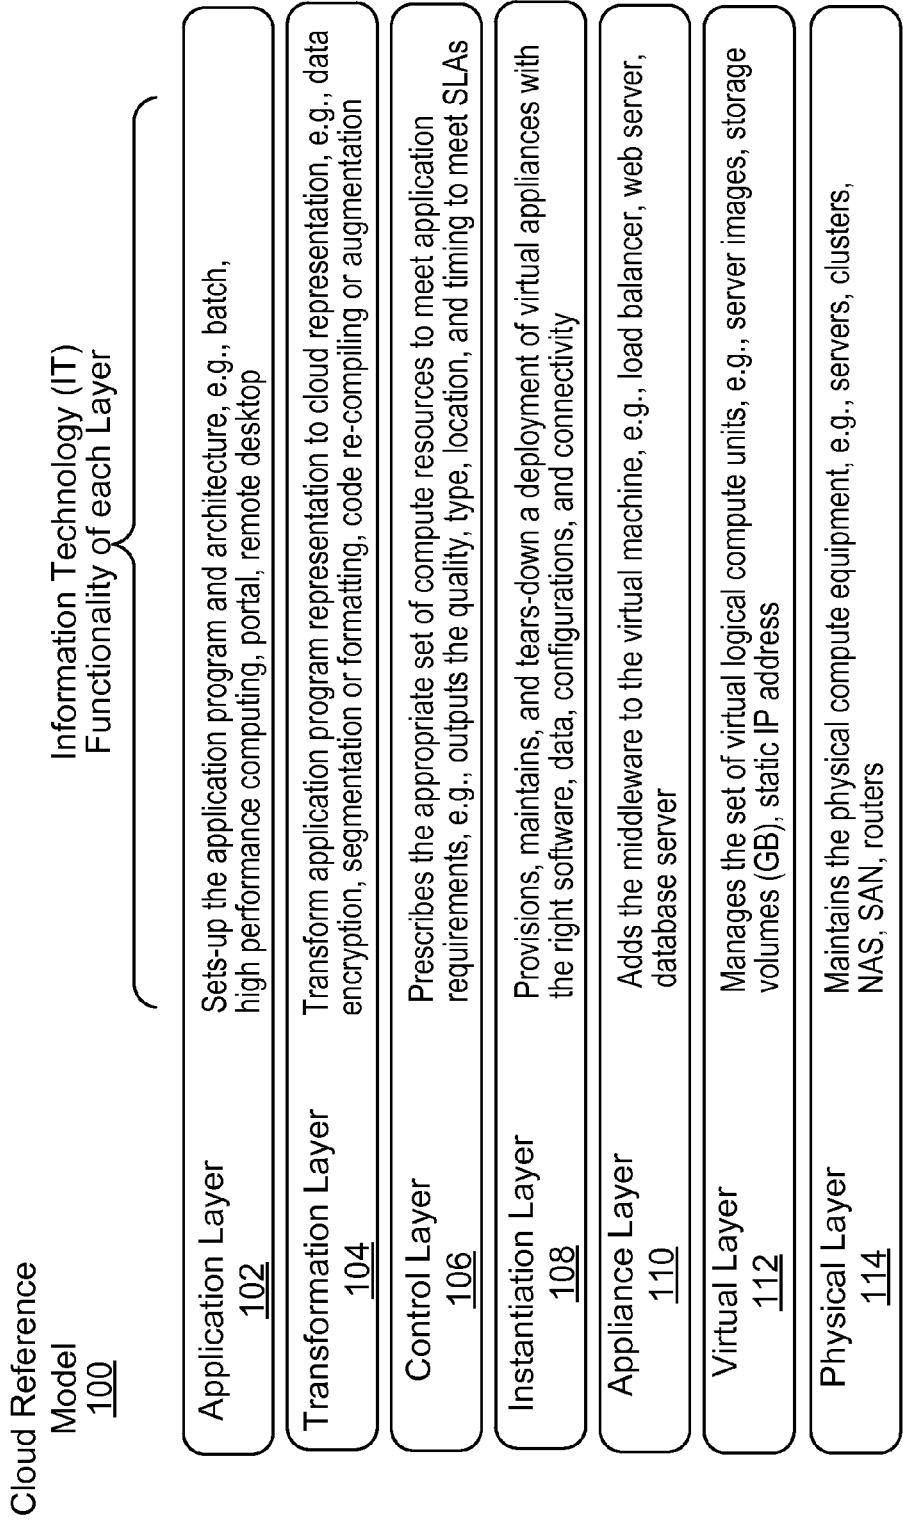 Cloud Reference
Model
100
Information Technology (IT)
Functionality of each Layer
Application Layer
102
Sets-up the application program and architecture, e.g., batch,
high performance computing, portal, remote desktop
Transformation Layer
104
Transform application program representation to cloud representation, e.g., data
encryption, segmentation or formatting, code re-compiling or augmentation
Control Layer
106
Prescribes the appropriate set of compute resources to meet application
requirements, e.g., outputs the quality, type, location, and timing to meet SLAs
Instantiation Layer
108
Provisions, maintains, and tears-down a deployment of virtual appliances with
the right software, data, configurations, and connectivity
Appliance Layer
110
Adds the middleware to the virtual machine, e.g., load balancer, web server,
database server
Virtual Layer
112
Manages the set of virtual logical compute units, e.g., server images, storage
volumes (GB), static IP address
Physical Layer
114
Maintains the physical compute equipment, e.g., servers, clusters,
NAS, SAN, routers